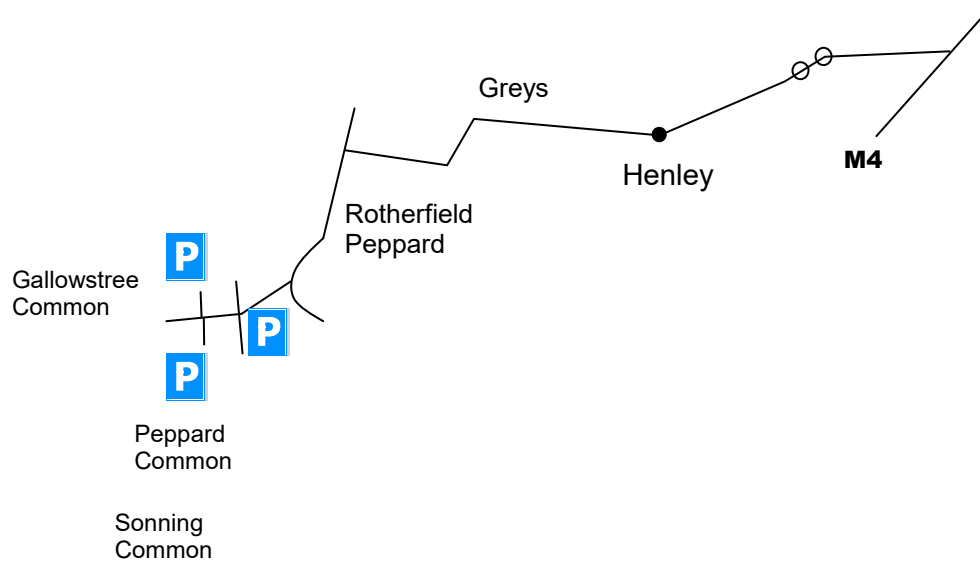 Greys
M4
Henley
Rotherfield
Peppard
P
Gallowstree
Common
P
P
Peppard
Common
Sonning
Common